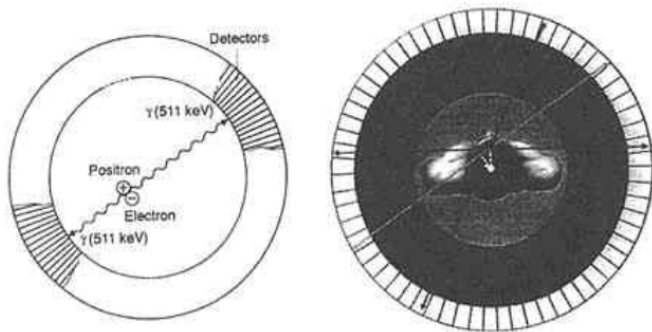 Detectors
γ(511 keV)
Positron
+
−
Electron
γ(511 keV)